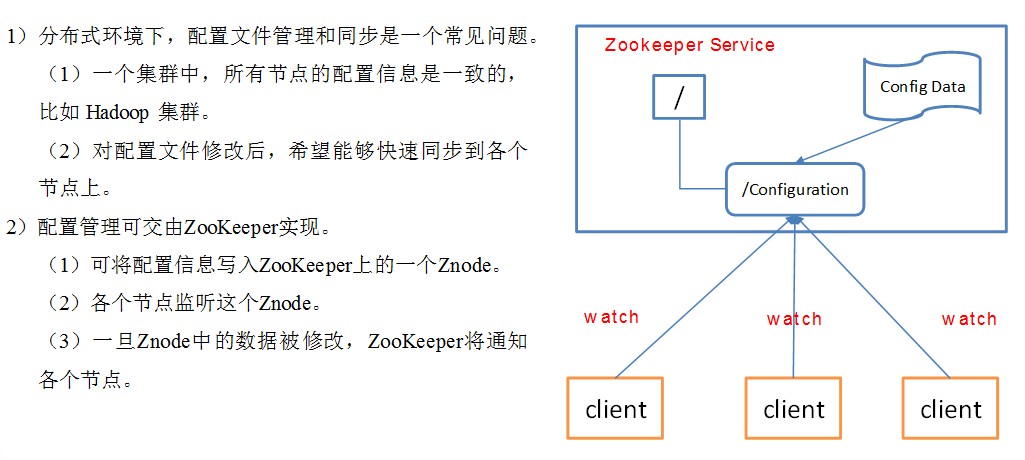 1）分布式环境下，配置文件管理和同步是一个常见问题。
（1）一个集群中，所有节点的配置信息是一致的，
比如 Hadoop 集群。
（2）对配置文件修改后，希望能够快速同步到各个
节点上。
2）配置管理可交由ZooKeeper实现。
（1）可将配置信息写入ZooKeeper上的一个Znode。
（2）各个节点监听这个Znode。
（3）一旦Znode中的数据被修改，ZooKeeper将通知
各个节点。
Zookeeper Service
/
Config Data
/Configuration
watch
watch
watch
client
client
client